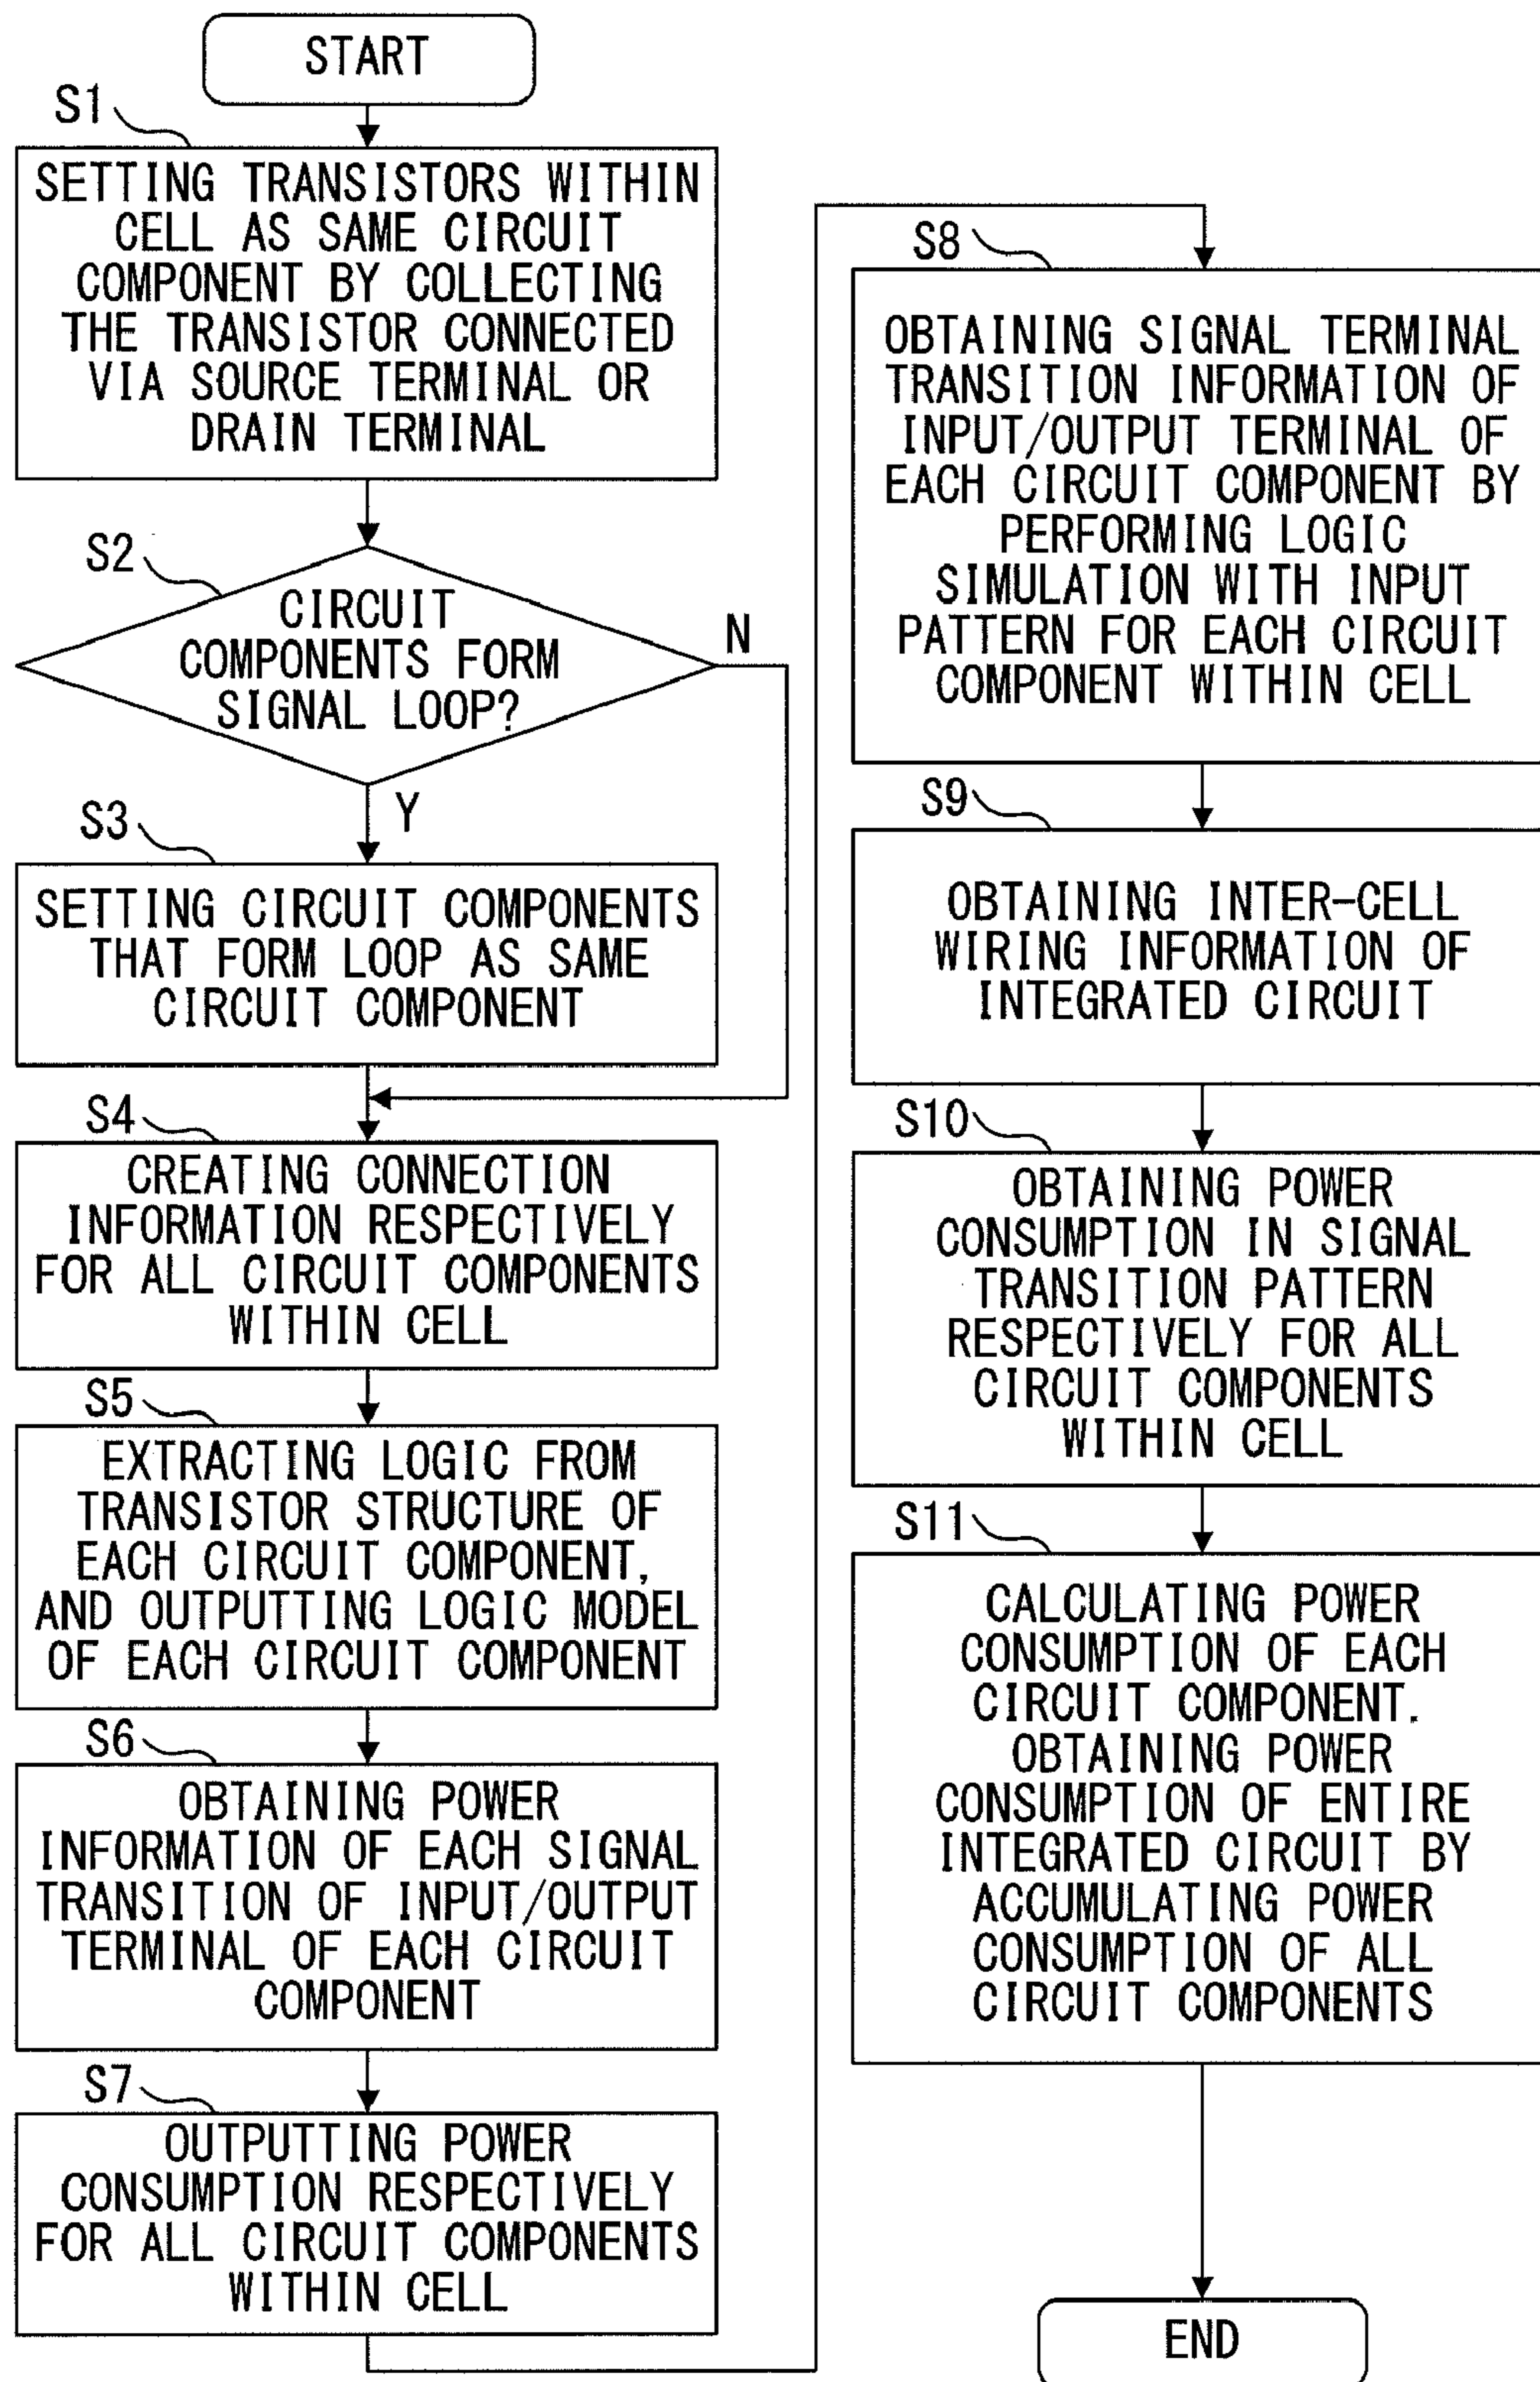 START
S1
SETTING TRANSISTORS WITHIN
CELL AS SAME CIRCUIT
COMPONENT BY COLLECTING
THE TRANSISTOR CONNECTED
VIA SOURCE TERMINAL OR
DRAIN TERMINAL
S2
CIRCUIT
COMPONENTS FORM
SIGNAL LOOP?
N
Y
S3
SETTING CIRCUIT COMPONENTS
THAT FORM LOOP AS SAME
CIRCUIT COMPONENT
S4
CREATING CONNECTION
INFORMATION RESPECTIVELY
FOR ALL CIRCUIT COMPONENTS
WITHIN CELL
S5
EXTRACTING LOGIC FROM
TRANSISTOR STRUCTURE OF
EACH CIRCUIT COMPONENT,
AND OUTPUTTING LOGIC MODEL
OF EACH CIRCUIT COMPONENT
S6
OBTAINING POWER
INFORMATION OF EACH SIGNAL
TRANSITION OF INPUT/OUTPUT
TERMINAL OF EACH CIRCUIT
COMPONENT
S7
OUTPUTTING POWER
CONSUMPTION RESPECTIVELY
FOR ALL CIRCUIT COMPONENTS
WITHIN CELL
S8
OBTAINING SIGNAL TERMINAL
TRANSITION INFORMATION OF
INPUT/OUTPUT TERMINAL OF
EACH CIRCUIT COMPONENT BY
PERFORMING LOGIC
SIMULATION WITH INPUT
PATTERN FOR EACH CIRCUIT
COMPONENT WITHIN CELL
S9
OBTAINING INTER-CELL
WIRING INFORMATION OF
INTEGRATED CIRCUIT
S10
OBTAINING POWER
CONSUMPTION IN SIGNAL
TRANSITION PATTERN
RESPECTIVELY FOR ALL
CIRCUIT COMPONENTS
WITHIN CELL
S11
CALCULATING POWER
CONSUMPTION OF EACH
CIRCUIT COMPONENT.
OBTAINING POWER
CONSUMPTION OF ENTIRE
INTEGRATED CIRCUIT BY
ACCUMULATING POWER
CONSUMPTION OF ALL
CIRCUIT COMPONENTS
END